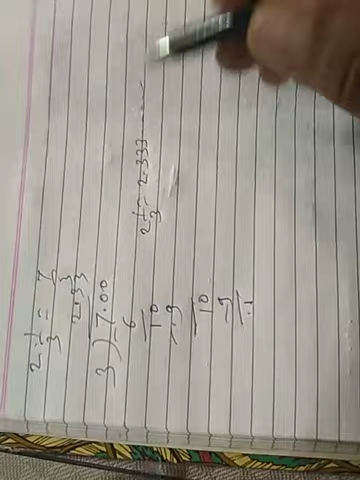 2 1/3 = 7/3
2.33
3 ) 7.00
6
10
9
10
9
1
2 1/3 = 2.333......